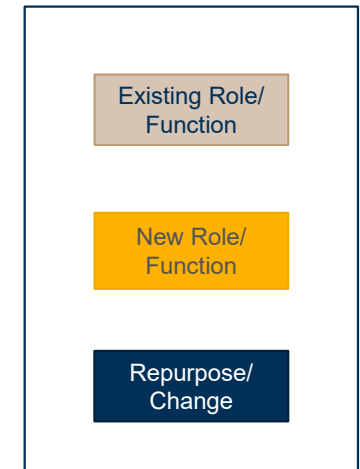 Existing Role/
Function
New Role/
Function
Repurpose/
Change